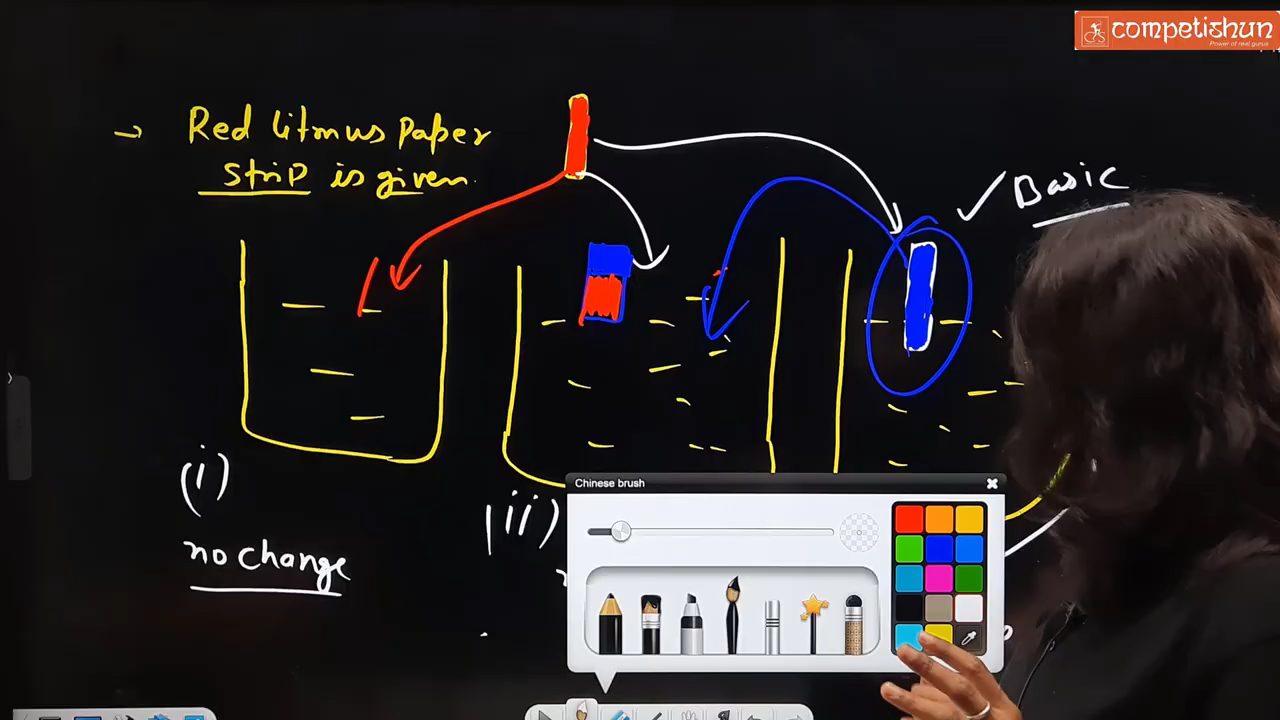 competishun
Power of real gurus
→ Red litmus Paper
Strip is given.
✓ Basic
(i)
(ii)
no change
Chinese brush